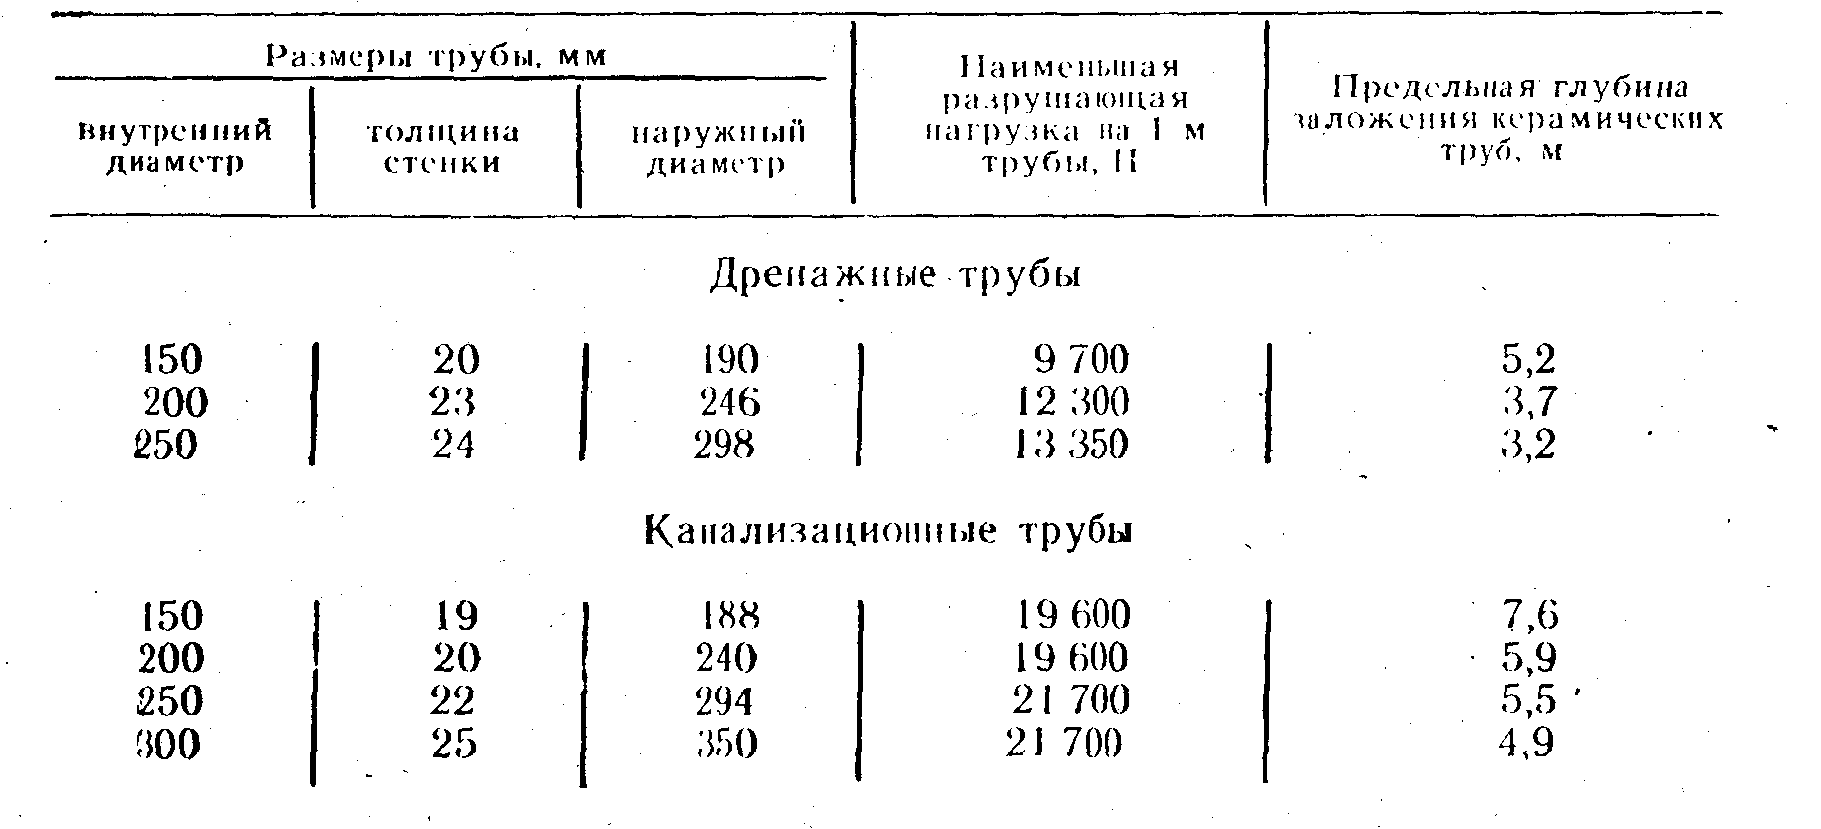 Размеры трубы, мм
внутренний диаметр
толщина стенки
наружный диаметр
Наименьшая разрушающая нагрузка на 1 м трубы, Н
Предельная глубина заложения керамических труб, м
Дренажные трубы
150 20 190 9 700 5,2
200 23 246 12 300 3,7
250 24 298 13 350 3,2
Канализационные трубы
150 19 188 19 600 7,6
200 20 240 19 600 5,9
250 22 294 21 700 5,5
300 25 350 21 700 4,9